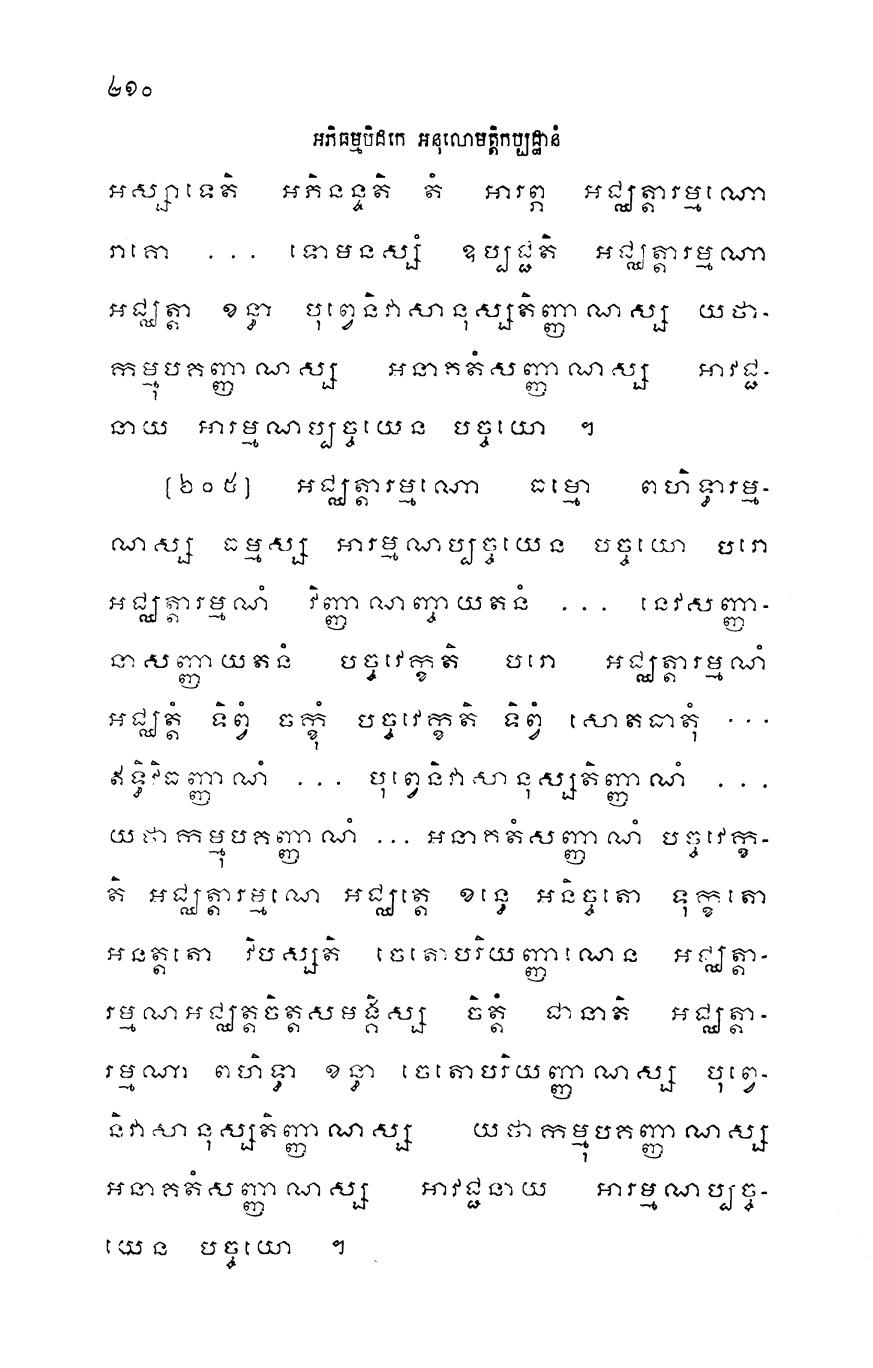 ៤១០
អភិធម្មបិដកេ អនុលោមត្តិកប្បដ្ឋានំ
អស្សាទេតិ អភិនន្ទតិ តំ អារព្ភ អជ្ឈត្តារម្មណោ
រាគោ ... ទោមនស្សំ ឧប្បជ្ជតិ អជ្ឈត្តារម្មណា
អជ្ឈត្តា ខន្ធា បុព្វេនិវាសានុស្សតិញ្ញាណស្ស យថា-
កម្មុបគញ្ញាណស្ស អនាគតំសញ្ញាណស្ស អាវជ្ជ-
នាយ អារម្មណប្បច្ចយេន បច្ចយោ ។
[៦០៥] អជ្ឈត្តារម្មណោ ធម្មោ ពហិទ្ធារម្ម-
ណស្ស ធម្មស្ស អារម្មណប្បច្ចយេន បច្ចយោ បរោ
អជ្ឈត្តារម្មណំ វិញ្ញាណញ្ចាយតនំ ... នេវសញ្ញា-
នាសញ្ញាយតនំ បច្ចវេក្ខតិ បរោ អជ្ឈត្តារម្មណំ
អជ្ឈត្តំ ទិព្វំ ចក្ខុំ បច្ចវេក្ខតិ ទិព្វំ សោតធាតុំ ...
ឥទ្ធិវិធញ្ញាណំ ... បុព្វេនិវាសានុស្សតិញ្ញាណំ ...
យថាកម្មុបគញ្ញាណំ ... អនាគតំសញ្ញាណំ បច្ចវេក្ខ-
តិ អជ្ឈត្តារម្មណេ អជ្ឈត្តេ ខន្ធេ អនិច្ចតោ ទុក្ខតោ
អនត្តតោ វិបស្សតិ ចេតោបរិយញ្ញាណេន អជ្ឈត្តា-
រម្មណអជ្ឈត្តចិត្តសមង្គិស្ស ចិត្តំ ជានាតិ អជ្ឈត្តា-
រម្មណា ពហិទ្ធា ខន្ធា ចេតោបរិយញ្ញាណស្ស បុព្វេ-
និវាសានុស្សតិញ្ញាណស្ស យថាកម្មុបគញ្ញាណស្ស
អនាគតំសញ្ញាណស្ស អាវជ្ជនាយ អារម្មណប្បច្ច-
យេន បច្ចយោ ។